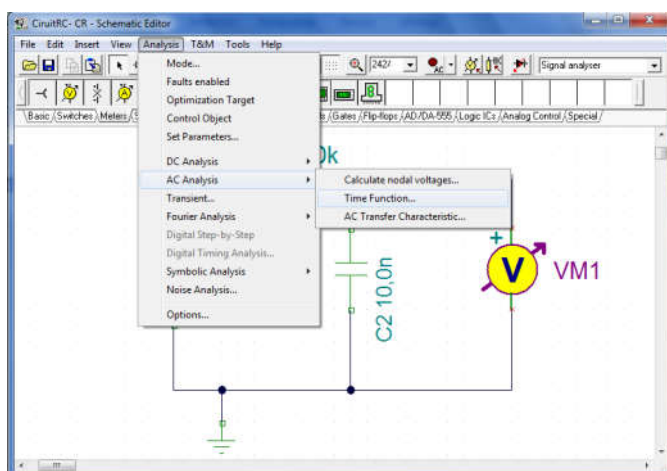 CiruitRC- CR - Schematic Editor
File Edit Insert View Analysis T&M Tools Help
242/
AC
Signal analyser
Basic Switches Meters
Gates Flip-flops AD/DA-555 Logic ICs Analog Control Special
Mode...
Faults enabled
Optimization Target
Control Object
Set Parameters...
DC Analysis
AC Analysis
Transient...
Fourier Analysis
Digital Step-by-Step
Digital Timing Analysis...
Symbolic Analysis
Noise Analysis...
Options...
Calculate nodal voltages...
Time Function...
AC Transfer Characteristic...
0k
C2 10,0n
+
V
VM1